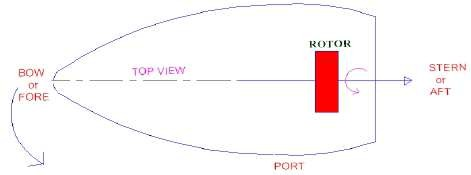 ROTOR
BOW
or
FORE
TOP VIEW
STERN
or
AFT
PORT